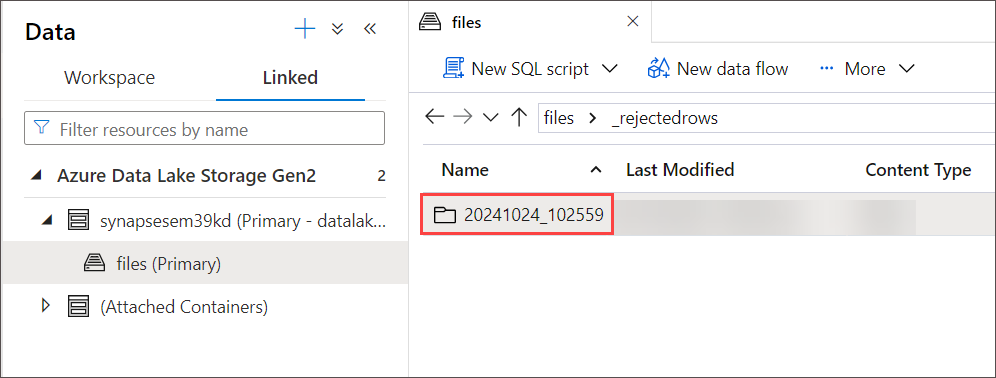 Data
Workspace
Linked
Filter resources by name
Azure Data Lake Storage Gen2 2
synapsesem39kd (Primary - datalak...
files (Primary)
(Attached Containers)
files
New SQL script
New data flow
More
files
_rejectedrows
Name
Last Modified
Content Type
20241024_102559